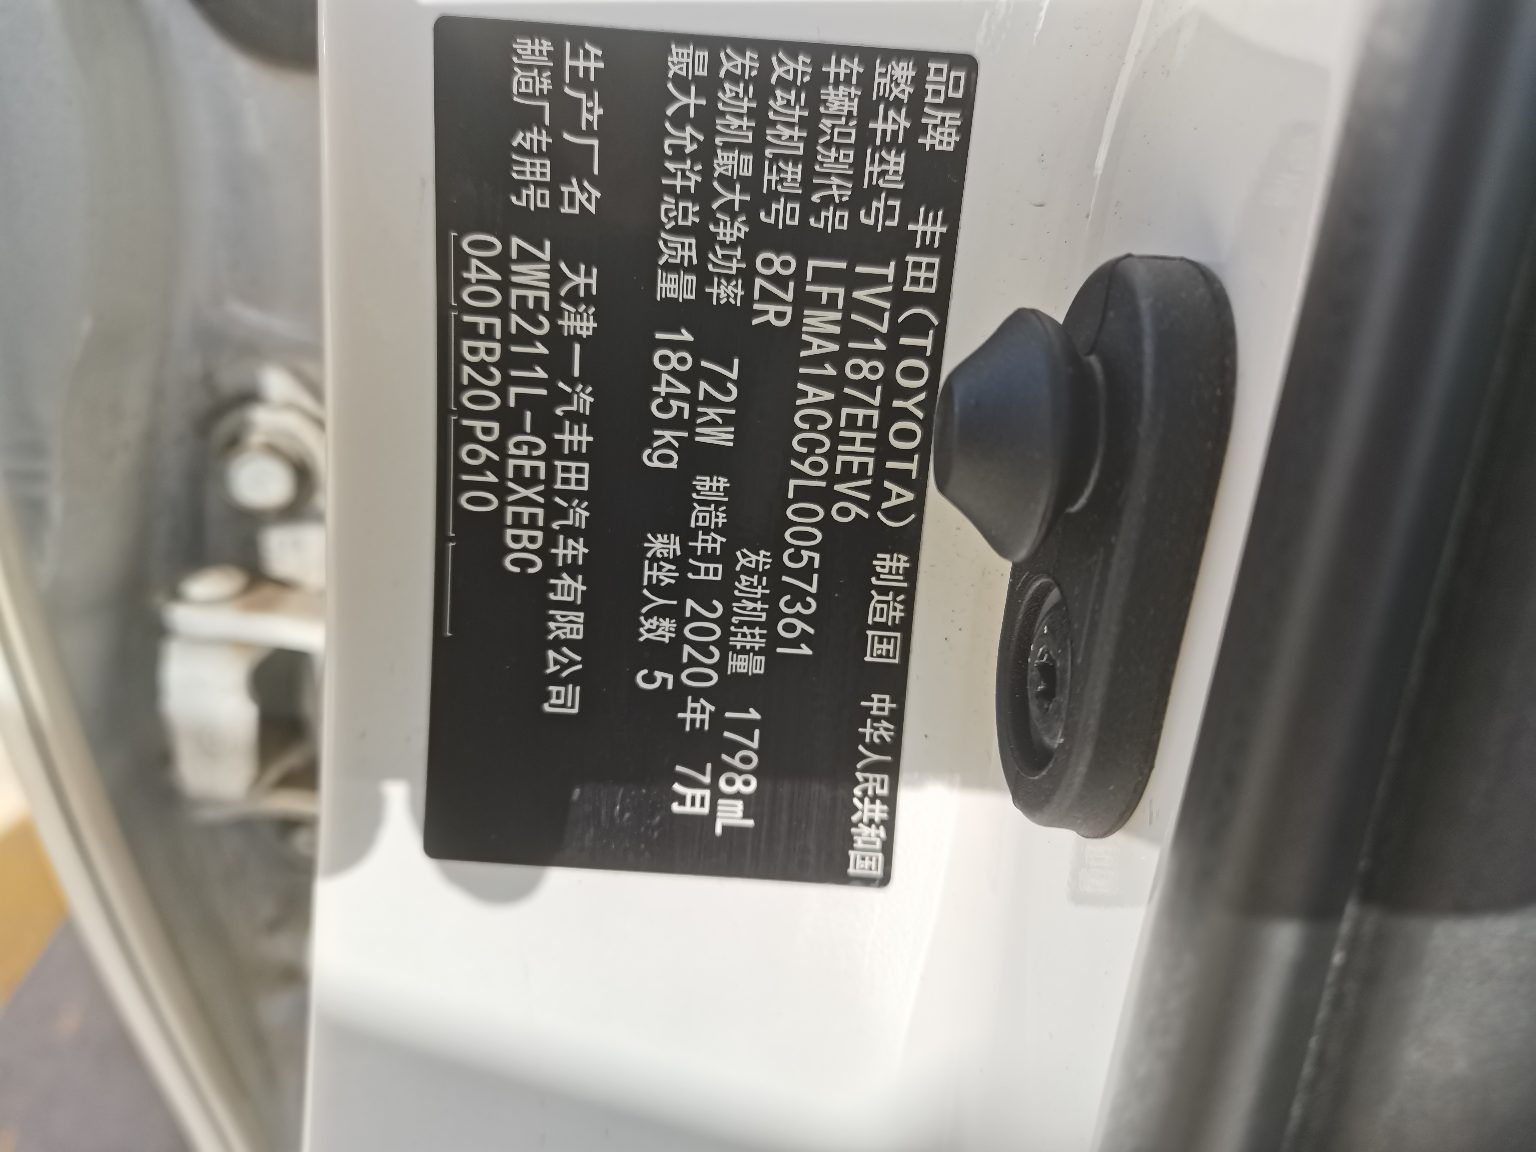 品牌 丰田(TOYOTA) 制造国 中华人民共和国
整车型号 TV7187EHEV6
车辆识别代号 LFMA1ACC9L0057361
发动机型号 8ZR 发动机排量 1798mL
发动机最大净功率 72kW 制造年月 2020年 7月
最大允许总质量 1845kg 乘坐人数 5
生产厂名 天津一汽丰田汽车有限公司
制造厂专用号 ZWE211L-GEXEBC
040FB20P610